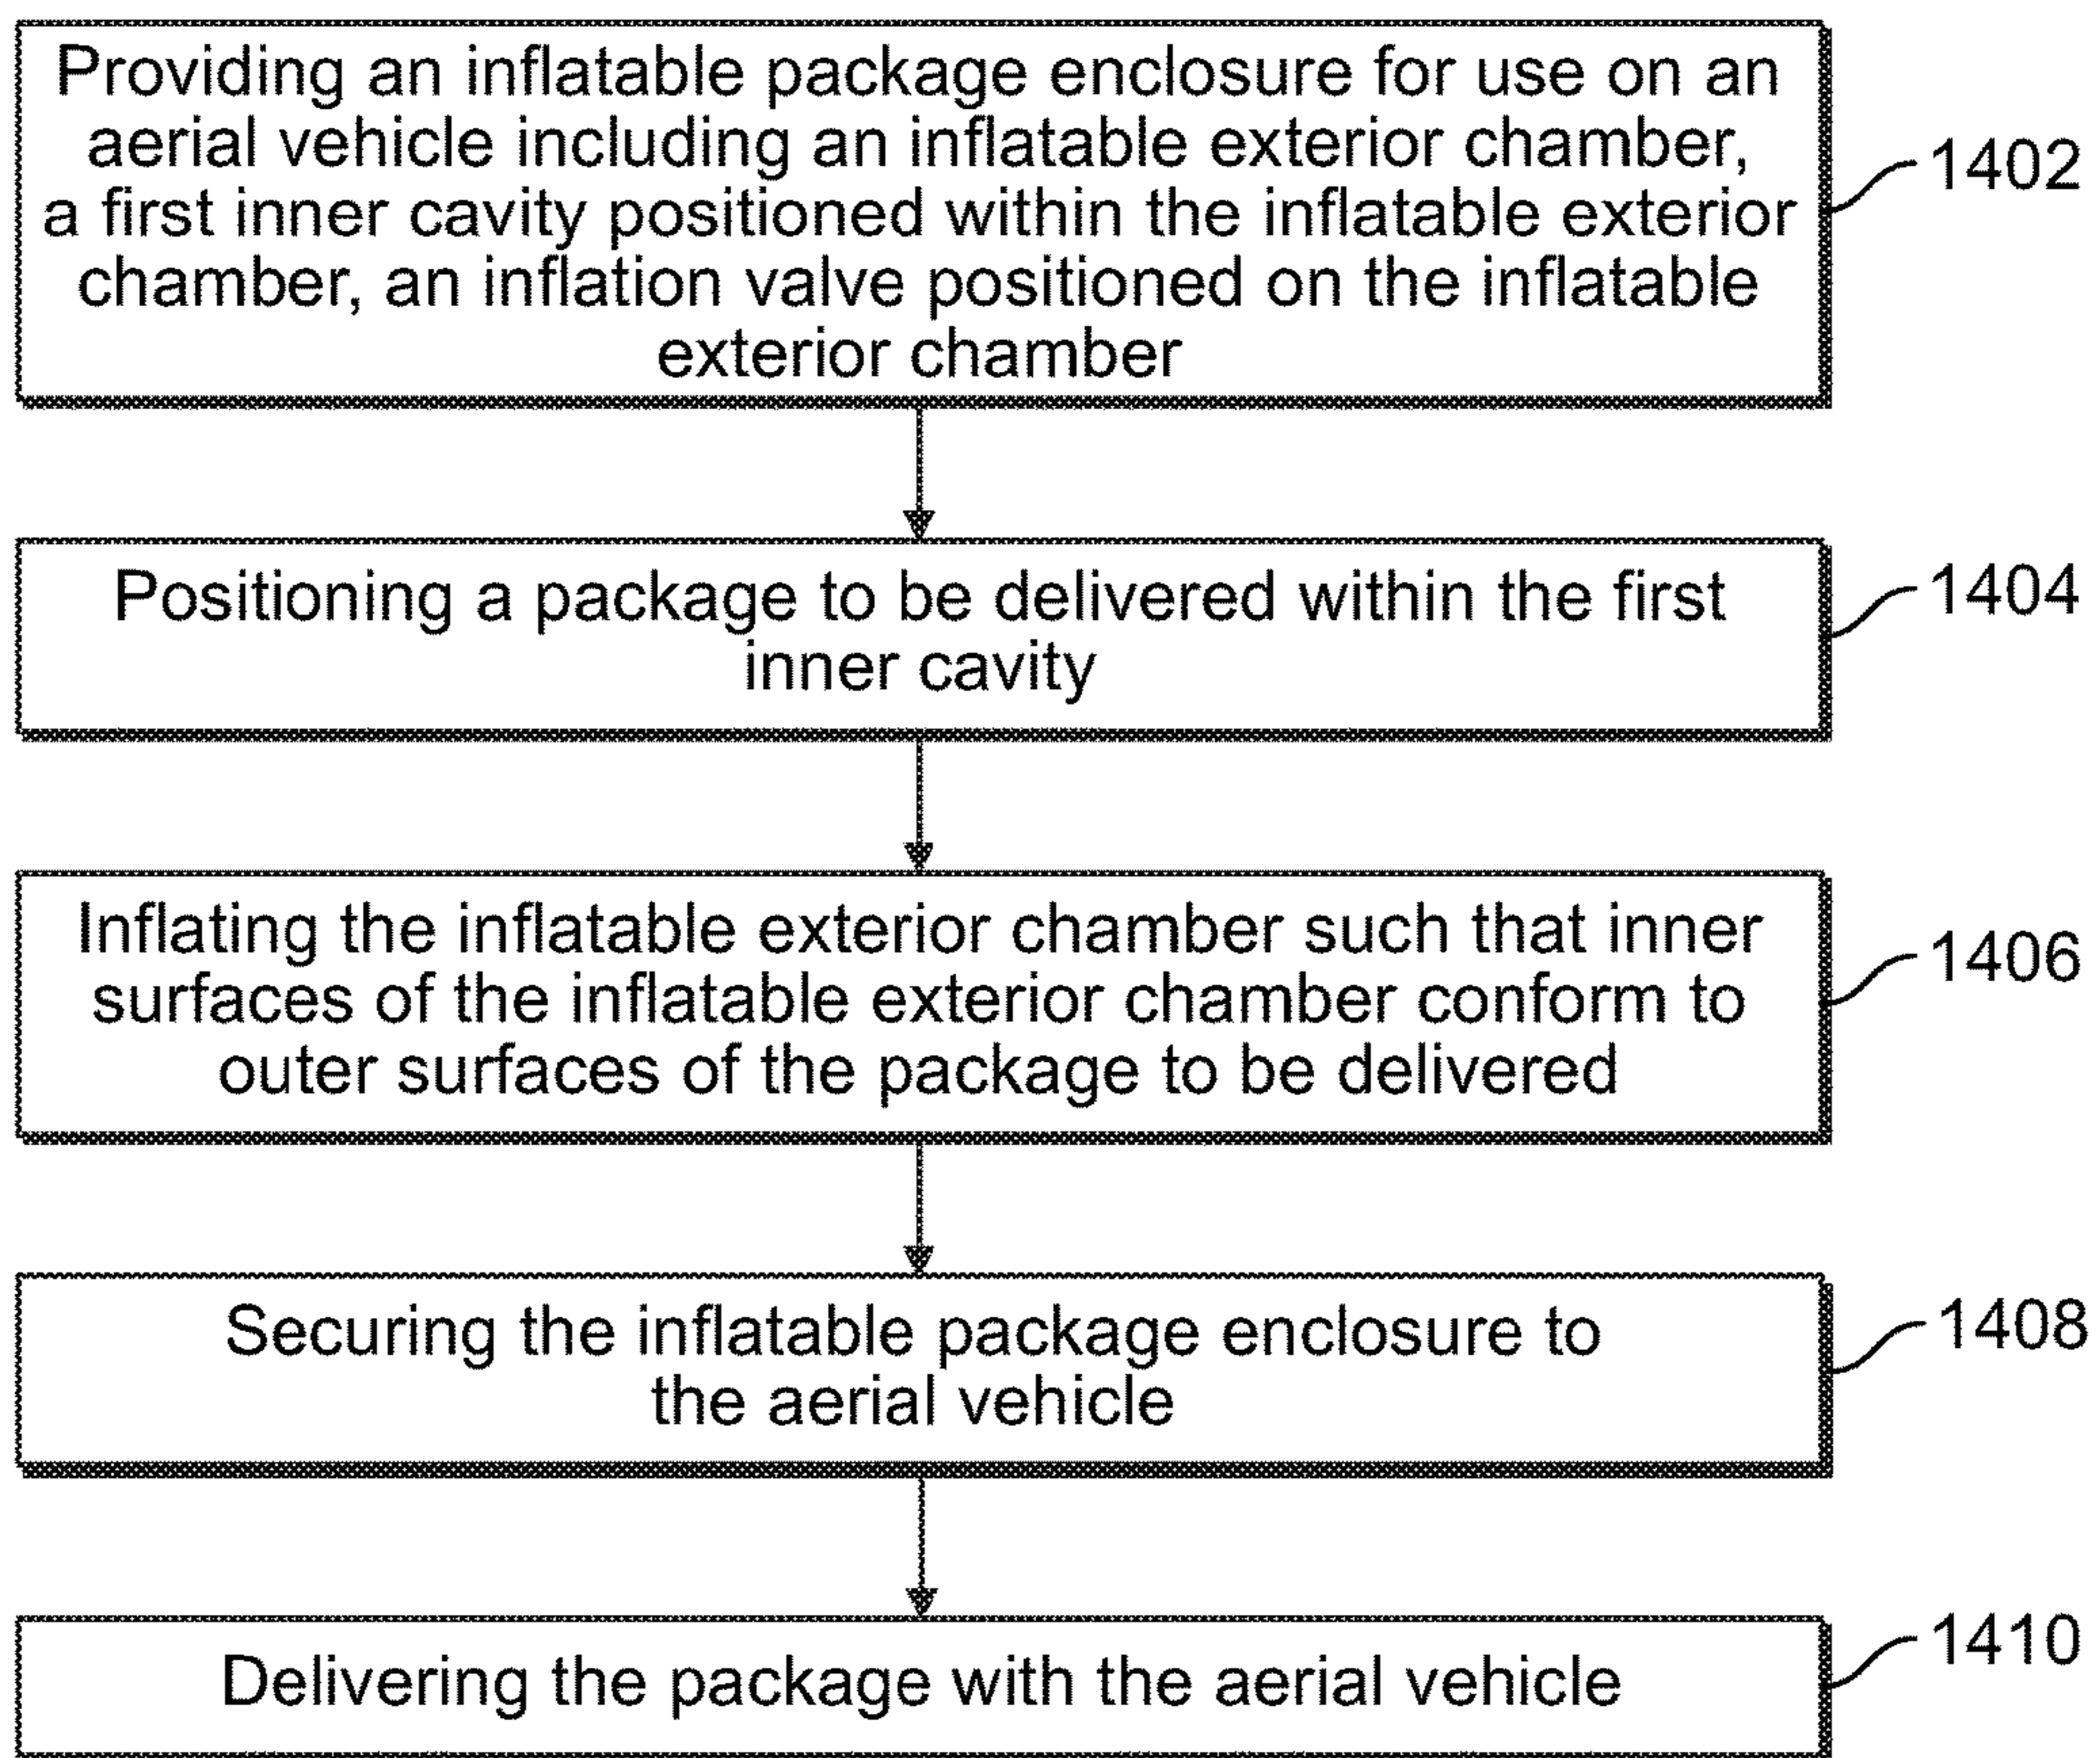 Providing an inflatable package enclosure for use on an
aerial vehicle including an inflatable exterior chamber,
a first inner cavity positioned within the inflatable exterior
chamber, an inflation valve positioned on the inflatable
exterior chamber
1402
Positioning a package to be delivered within the first
inner cavity
1404
Inflating the inflatable exterior chamber such that inner
surfaces of the inflatable exterior chamber conform to
outer surfaces of the package to be delivered
1406
Securing the inflatable package enclosure to
the aerial vehicle
1408
Delivering the package with the aerial vehicle
1410